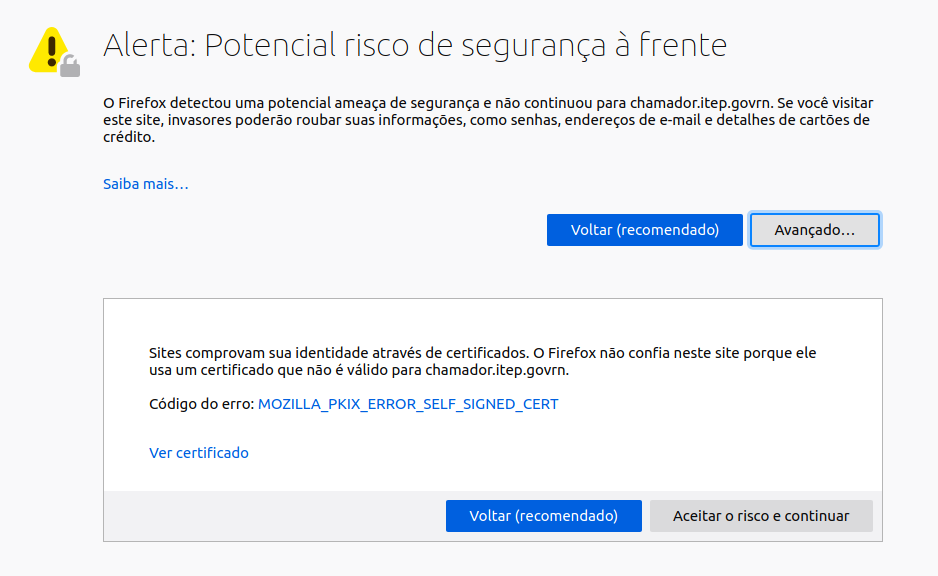 Alerta: Potencial risco de segurança à frente
O Firefox detectou uma potencial ameaça de segurança e não continuou para chamador.itep.govrn. Se você visitar
este site, invasores poderão roubar suas informações, como senhas, endereços de e-mail e detalhes de cartões de
crédito.
Saiba mais…
Voltar (recomendado)
Avançado…
Sites comprovam sua identidade através de certificados. O Firefox não confia neste site porque ele
usa um certificado que não é válido para chamador.itep.govrn.
Código do erro: MOZILLA_PKIX_ERROR_SELF_SIGNED_CERT
Ver certificado
Voltar (recomendado)
Aceitar o risco e continuar